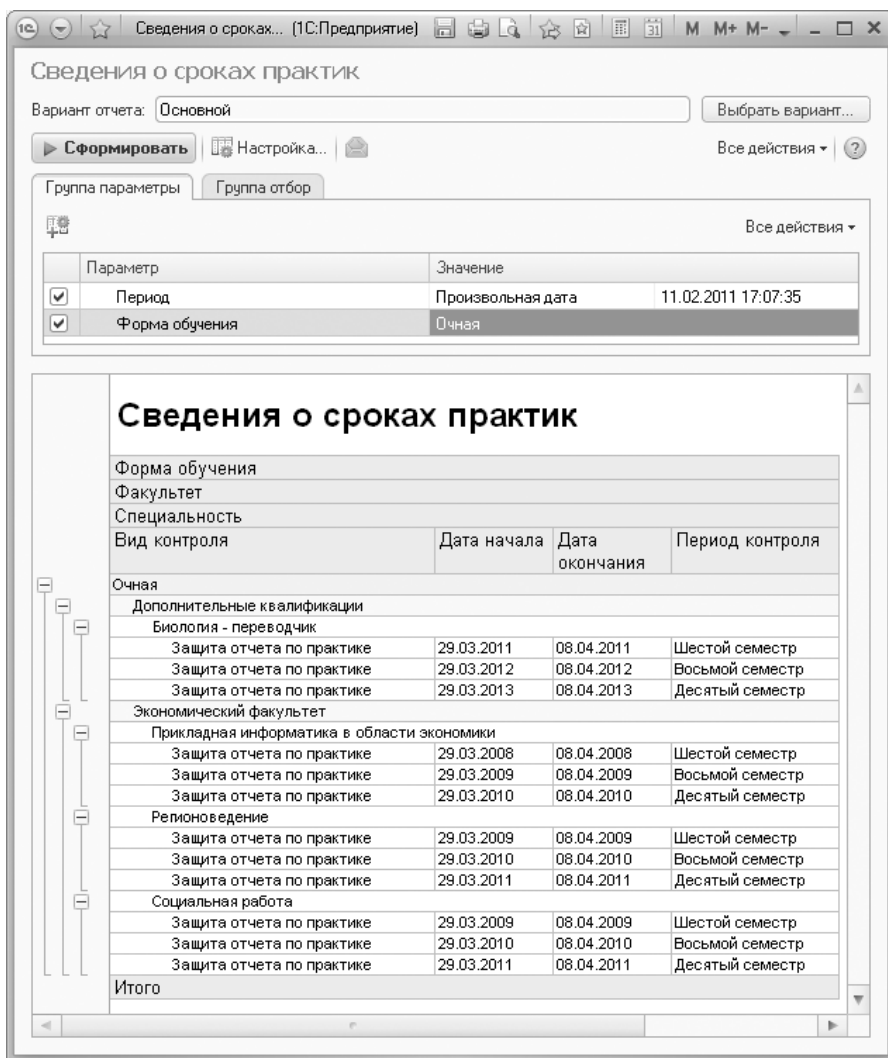 1С Сведения о сроках... (1С:Предприятие) 31 M M+ M-
Сведения о сроках практик
Вариант отчета: Основной Выбрать вариант...
Сформировать Настройка... Все действия ?
Группа параметры Группа отбор
Все действия
Параметр Значение
Период Произвольная дата 11.02.2011 17:07:35
Форма обучения Очная
Сведения о сроках практик
Форма обучения
Факультет
Специальность
Вид контроля Дата начала Дата окончания Период контроля
Очная
Дополнительные квалификации
Биология - переводчик
Защита отчета по практике 29.03.2011 08.04.2011 Шестой семестр
Защита отчета по практике 29.03.2012 08.04.2012 Восьмой семестр
Защита отчета по практике 29.03.2013 08.04.2013 Десятый семестр
Экономический факультет
Прикладная информатика в области экономики
Защита отчета по практике 29.03.2008 08.04.2008 Шестой семестр
Защита отчета по практике 29.03.2009 08.04.2009 Восьмой семестр
Защита отчета по практике 29.03.2010 08.04.2010 Десятый семестр
Регионоведение
Защита отчета по практике 29.03.2009 08.04.2009 Шестой семестр
Защита отчета по практике 29.03.2010 08.04.2010 Восьмой семестр
Защита отчета по практике 29.03.2011 08.04.2011 Десятый семестр
Социальная работа
Защита отчета по практике 29.03.2009 08.04.2009 Шестой семестр
Защита отчета по практике 29.03.2010 08.04.2010 Восьмой семестр
Защита отчета по практике 29.03.2011 08.04.2011 Десятый семестр
Итого